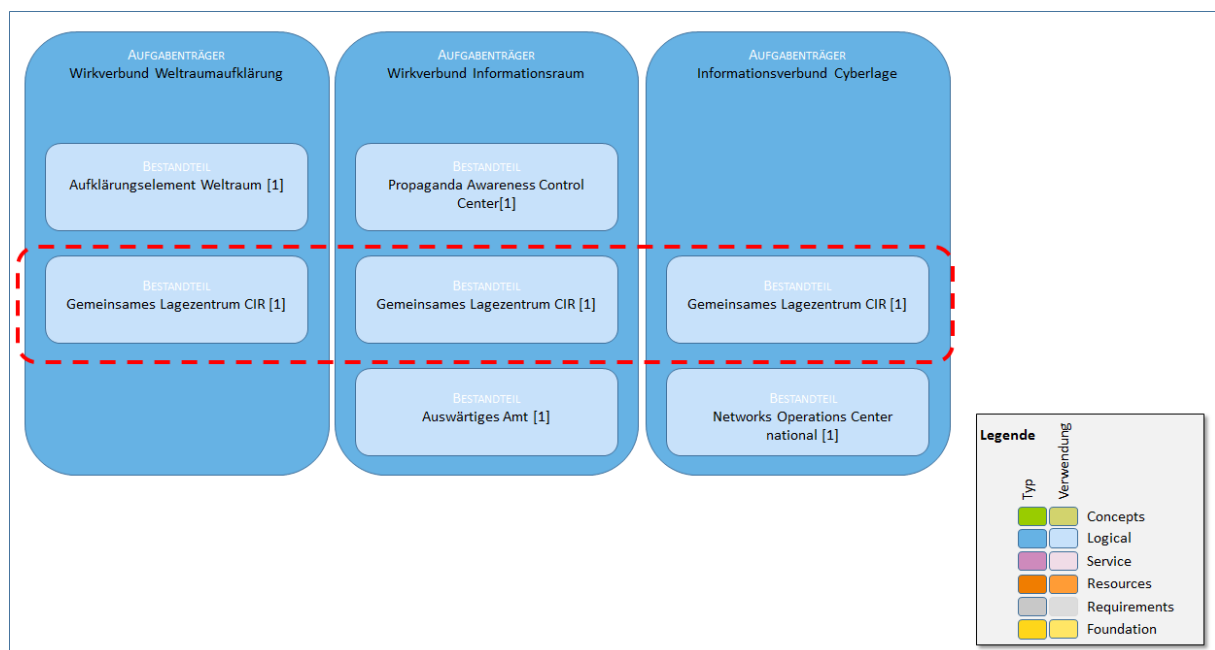 AUFGABENTRÄGER
Wirkverbund Weltraumaufklärung
BESTANDTEIL
Aufklärungselement Weltraum [1]
BESTANDTEIL
Gemeinsames Lagezentrum CIR [1]
AUFGABENTRÄGER
Wirkverbund Informationsraum
BESTANDTEIL
Propaganda Awareness Control
Center[1]
BESTANDTEIL
Gemeinsames Lagezentrum CIR [1]
BESTANDTEIL
Auswärtiges Amt [1]
AUFGABENTRÄGER
Informationsverbund Cyberlage
BESTANDTEIL
Gemeinsames Lagezentrum CIR [1]
BESTANDTEIL
Networks Operations Center
national [1]
Legende
Typ
Verwendung
Concepts
Logical
Service
Resources
Requirements
Foundation